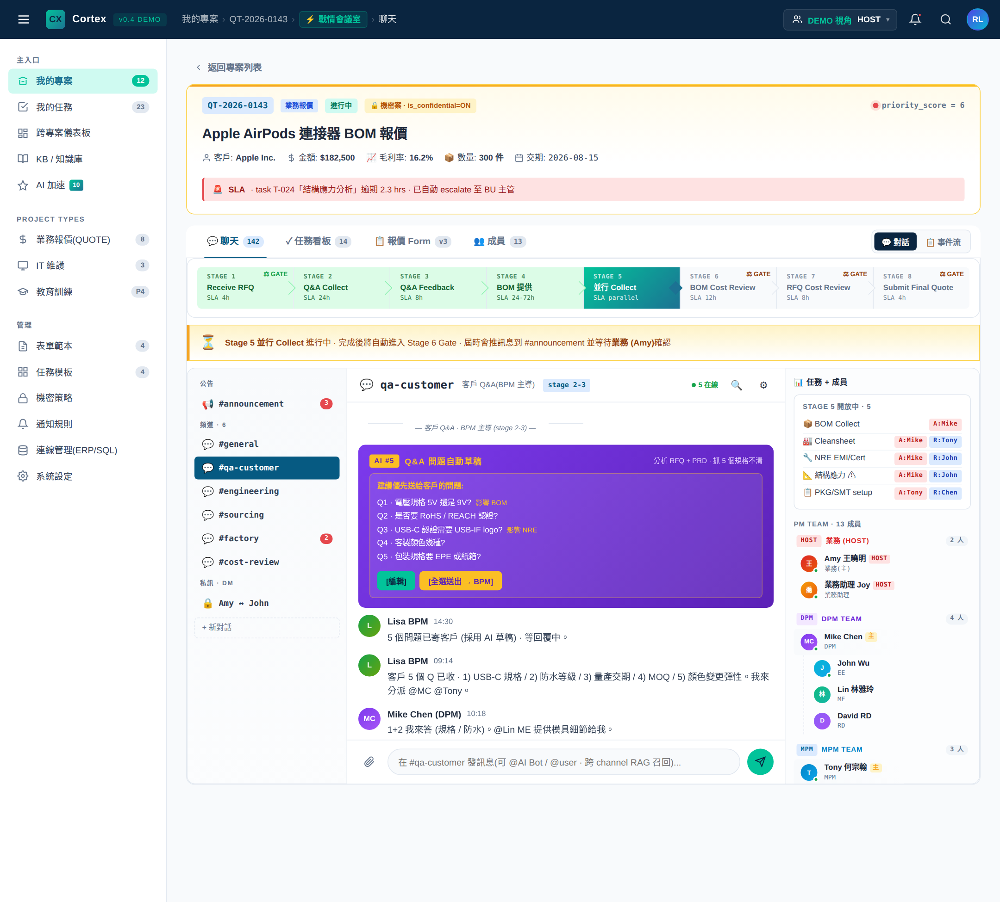 CX Cortex v0.4 DEMO 我的專案 › QT-2026-0143 › ⚡ 戰情會議室 › 聊天 DEMO 視角 HOST ▾ RL
主入口
我的專案 12
我的任務 23
跨專案儀表板
KB / 知識庫
AI 加速 10
PROJECT TYPES
業務報價(QUOTE) 8
IT 維護 3
教育訓練 P4
管理
表單範本 4
任務模板 4
機密策略
通知規則
連線管理(ERP/SQL)
系統設定
返回專案列表
QT-2026-0143 業務報價 進行中 🔒 機密案 · is_confidential=ON priority_score = 6
Apple AirPods 連接器 BOM 報價
客戶: Apple Inc. 金額: $182,500 📈 毛利率: 16.2% 📦 數量: 300 件 交期: 2026-08-15
🚨 SLA · task T-024「結構應力分析」逾期 2.3 hrs · 已自動 escalate 至 BU 主管
💬 聊天 142 ✓ 任務看板 14 📋 報價 Form v3 👥 成員 13 💬 對話 📋 事件流
STAGE 1 ⚖ GATE
Receive RFQ
SLA 4h
STAGE 2
Q&A Collect
SLA 24h
STAGE 3
Q&A Feedback
SLA 8h
STAGE 4
BOM 提供
SLA 24-72h
STAGE 5
並行 Collect
SLA parallel
STAGE 6 ⚖ GATE
BOM Cost Review
SLA 12h
STAGE 7 ⚖ GATE
RFQ Cost Review
SLA 8h
STAGE 8 ⚖ GATE
Submit Final Quote
SLA 4h
⏳ Stage 5 並行 Collect 進行中 · 完成後將自動進入 Stage 6 Gate · 屆時會推訊息到 #announcement 並等待業務 (Amy)確認
公告
📢 #announcement 3
頻道 · 6
💬 #general
💬 #qa-customer
💬 #engineering
💬 #sourcing
💬 #factory 2
💬 #cost-review
私訊 · DM
🔒 Amy ↔ John
+ 新對話
💬 qa-customer 客戶 Q&A(BPM 主導) stage 2-3 5 在線 🔍 ⚙
— 客戶 Q&A · BPM 主導 (stage 2-3) —
AI #5 Q&A 問題自動草稿 分析 RFQ + PRD · 抓 5 個規格不清
建議優先送給客戶的問題:
Q1 · 電壓規格 5V 還是 9V? 影響 BOM
Q2 · 是否要 RoHS / REACH 認證?
Q3 · USB-C 認證需要 USB-IF logo? 影響 NRE
Q4 · 客製顏色幾種?
Q5 · 包裝規格要 EPE 或紙箱?
[編輯] [全選送出 → BPM]
L Lisa BPM 14:30
5 個問題已寄客戶 (採用 AI 草稿) · 等回覆中。
L Lisa BPM 09:14
客戶 5 個 Q 已收 · 1) USB-C 規格 / 2) 防水等級 / 3) 量產交期 / 4) MOQ / 5) 顏色變更彈性。我來
分派 @MC @Tony。
MC Mike Chen (DPM) 10:18
1+2 我來答 (規格 / 防水)。@Lin ME 提供模具細節給我。
在 #qa-customer 發訊息(可 @AI Bot / @user · 跨 channel RAG 召回)...
📊 任務 + 成員
STAGE 5 開放中 · 5
📦 BOM Collect A:Mike
🏭 Cleansheet A:Mike R:Tony
🔧 NRE EMI/Cert A:Mike R:John
📐 結構應力 ⚠ A:Mike R:John
📋 PKG/SMT setup A:Tony R:Chen
PM TEAM · 13 成員
HOST 業務 (HOST) 2 人
王 Amy 王曉明 HOST
業務(主)
喬 業務助理 Joy HOST
業務助理
DPM DPM TEAM 4 人
MC Mike Chen 主
DPM
J John Wu
EE
林 Lin 林雅玲
ME
D David RD
RD
MPM MPM TEAM 3 人
T Tony 何宗翰 主
MPM